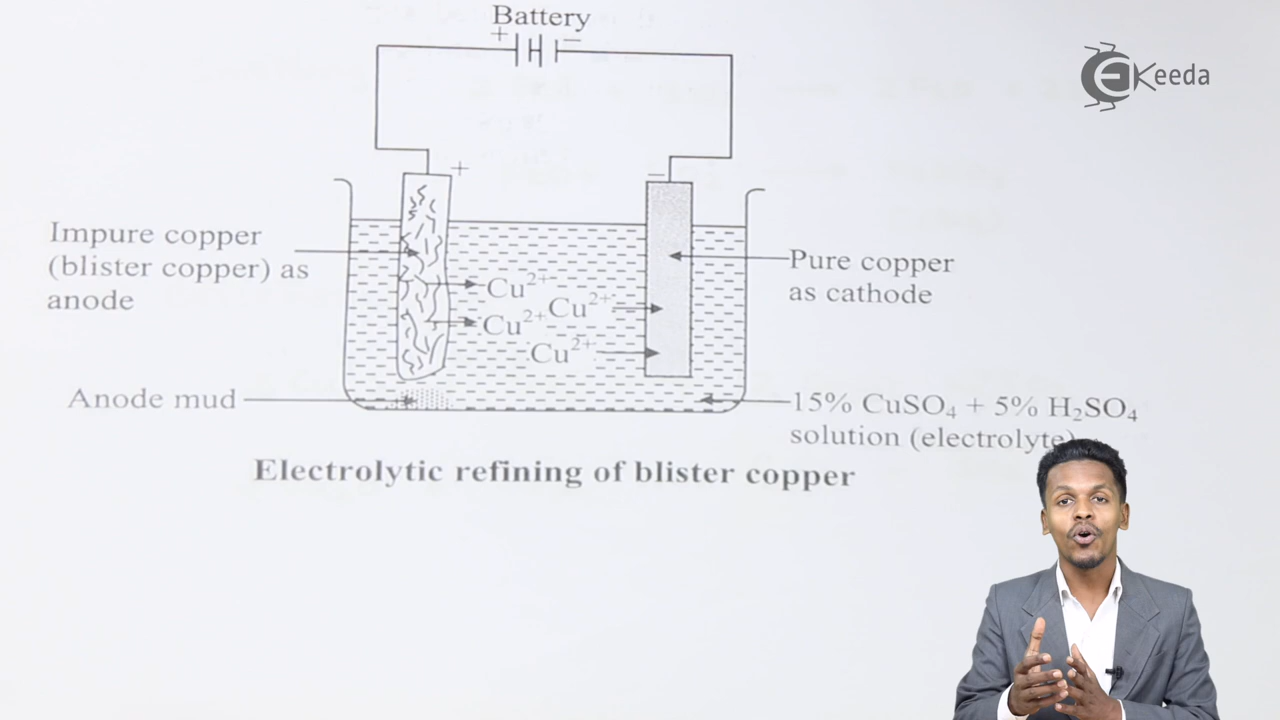 Battery
+ −
+ −
Keeda
Impure copper
(blister copper) as
anode
Cu²⁺
Cu²⁺
Cu²⁺
Cu²⁺
Pure copper
as cathode
Anode mud
15% CuSO₄ + 5% H₂SO₄
solution (electrolyte)
Electrolytic refining of blister copper